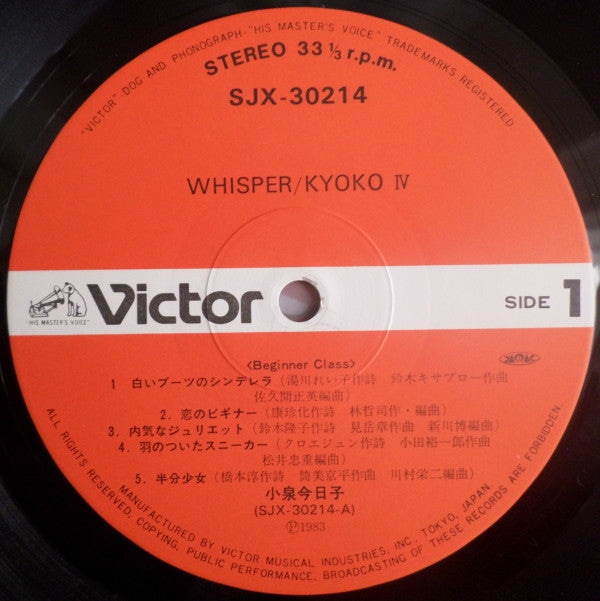 "VICTOR"-DOG AND PHONOGRAPH-"HIS MASTER'S VOICE" TRADEMARKS REGISTERED
STEREO 33 1/3 r.p.m.
SJX-30214
WHISPER/KYOKO Ⅳ
Victor
"HIS MASTER'S VOICE"
SIDE 1
〈Beginner Class〉
1 白いブーツのシンデレラ(湯川れい子作詩 鈴木キサブロー作曲
佐久間正英編曲)
2. 恋のビギナー(康珍化作詩 林哲司作・編曲)
3. 内気なジュリエット(鈴木隆子作詩 見岳章作曲 新川博編曲)
4. 羽のついたスニーカー(クロエジュン作詩 小田裕一郎作曲
松井忠重編曲)
5. 半分少女(橋本淳作詩 筒美京平作曲 川村栄二編曲)
小泉今日子
(SJX-30214-A)
Ⓟ1983
ALL RIGHTS RESERVED, COPYING, PUBLIC PERFORMANCE, BROADCASTING OF THESE RECORDS ARE FORBIDDEN.
MANUFACTURED BY VICTOR MUSICAL INDUSTRIES, INC., TOKYO, JAPAN